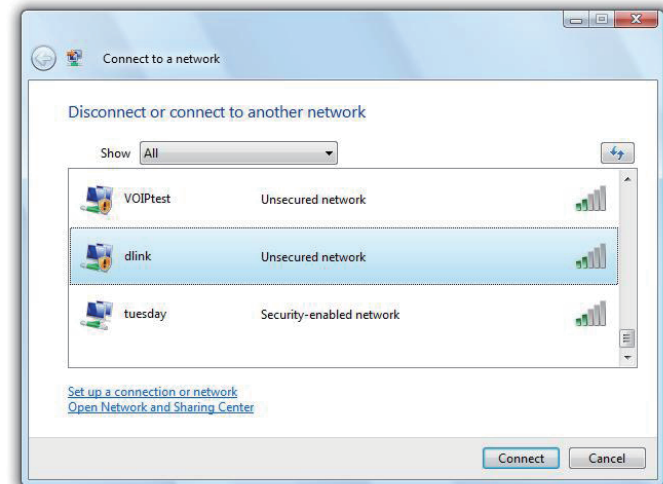 Connect to a network
Disconnect or connect to another network
Show All
VOIPtest Unsecured network
dlink Unsecured network
tuesday Security-enabled network
Set up a connection or network
Open Network and Sharing Center
Connect Cancel